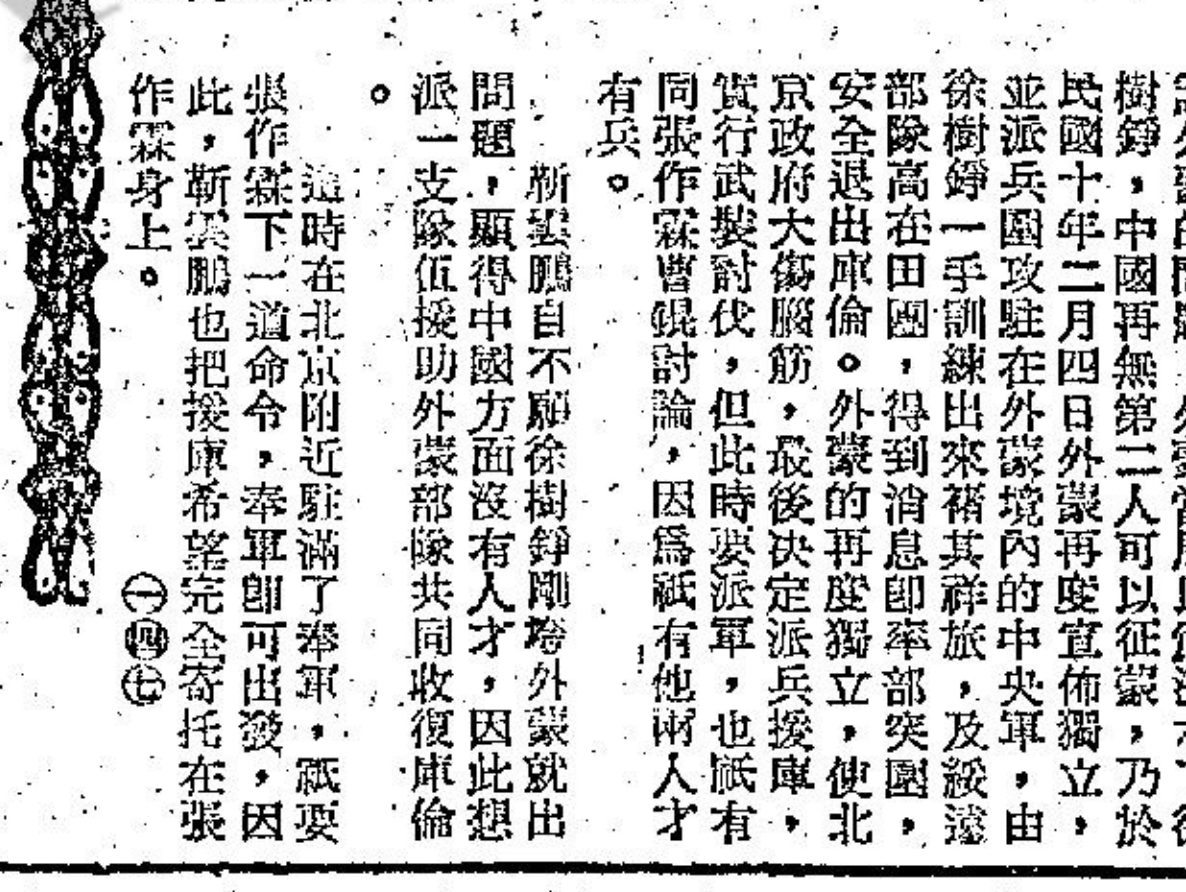 樹錚，中國再無第二人可以征蒙，乃於
民國十年二月四日外蒙再度宣佈獨立，
並派兵圍攻駐在外蒙境內的中央軍，由
徐樹錚一手訓練出來褚其祥旅，及綏遠
部隊高在田團，得到消息卽率部突圍，
安全退出庫倫。外蒙的再度獨立，使北
京政府大傷腦筋，最後決定派兵援庫，
實行武裝討伐，但此時要派軍，也祇有
同張作霖曹錕討論，因爲祇有他兩人才
有兵。
靳雲鵬自不願徐樹錚剛垮外蒙就出
問題，顯得中國方面沒有人才，因此想
派一支隊伍援助外蒙部隊共同收復庫倫
。
這時在北京附近駐滿了奉軍，祇要
張作霖下一道命令，奉軍卽可出發，因
此，靳雲鵬也把援庫希望完全寄托在張
作霖身上。
一四七